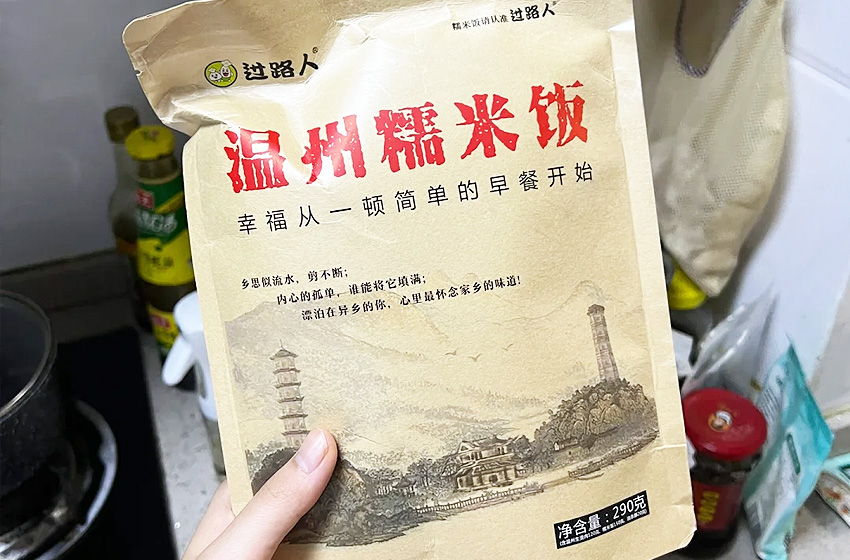 糯米饭请认准 过路人®
过路人®
温州糯米饭
幸福从一顿简单的早餐开始
乡思似流水，剪不断；
内心的孤单，谁能将它填满；
漂泊在异乡的你，心里最怀念家乡的味道！
净含量：290克